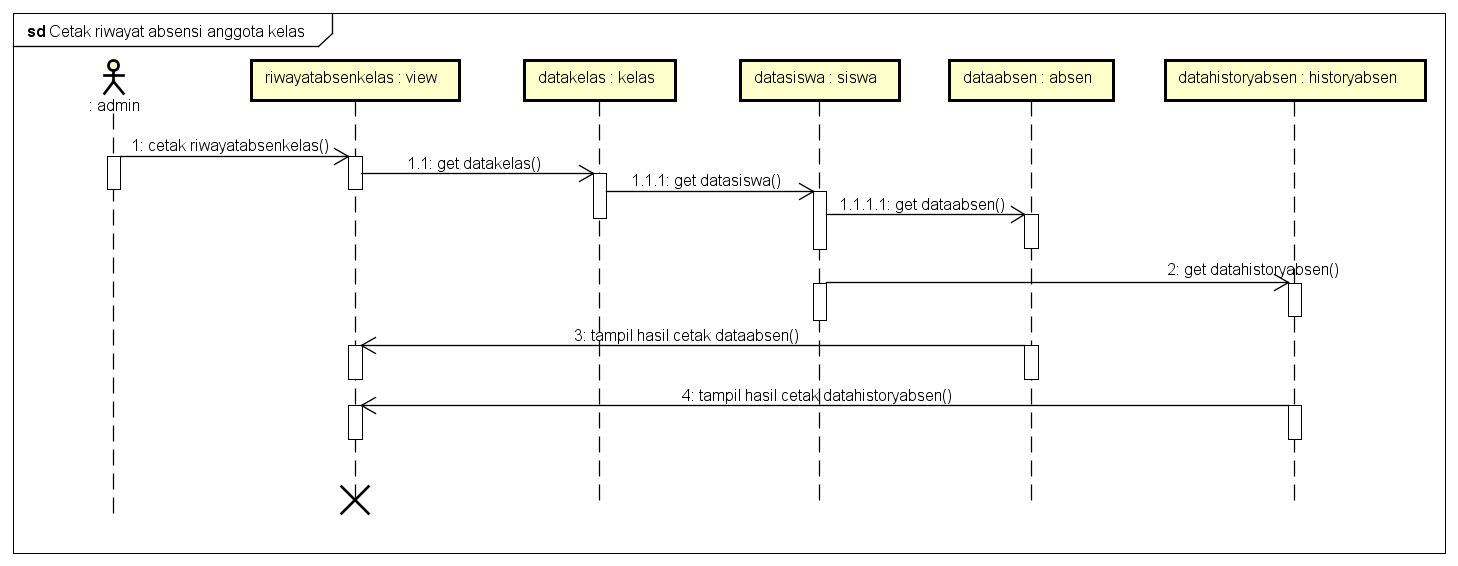 sd Cetak riwayat absensi anggota kelas
: admin
riwayatabsenkelas : view
datakelas : kelas
datasiswa : siswa
dataabsen : absen
datahistoryabsen : historyabsen
1: cetak riwayatabsenkelas()
1.1: get datakelas()
1.1.1: get datasiswa()
1.1.1.1: get dataabsen()
2: get datahistoryabsen()
3: tampil hasil cetak dataabsen()
4: tampil hasil cetak datahistoryabsen()